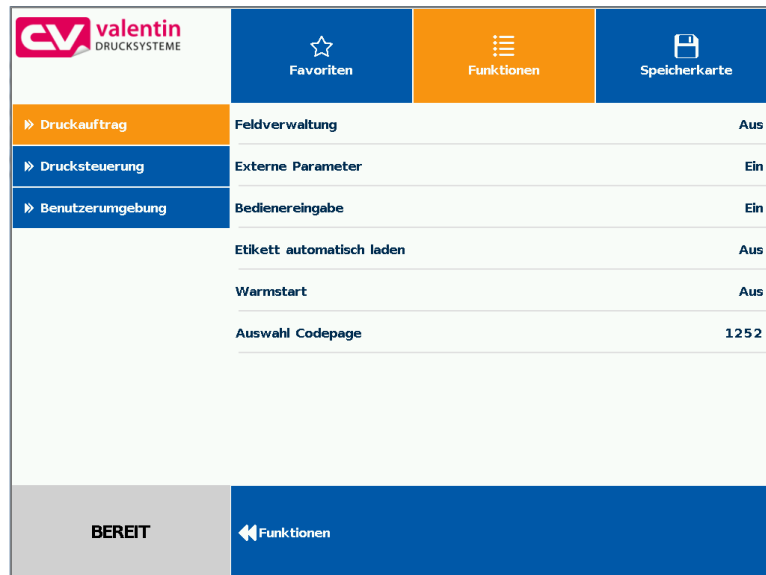 CV valentin
DRUCKSYSTEME
Favoriten
Funktionen
Speicherkarte
Druckauftrag
Drucksteuerung
Benutzerumgebung
Feldverwaltung Aus
Externe Parameter Ein
Bedienereingabe Ein
Etikett automatisch laden Aus
Warmstart Aus
Auswahl Codepage 1252
BEREIT
Funktionen